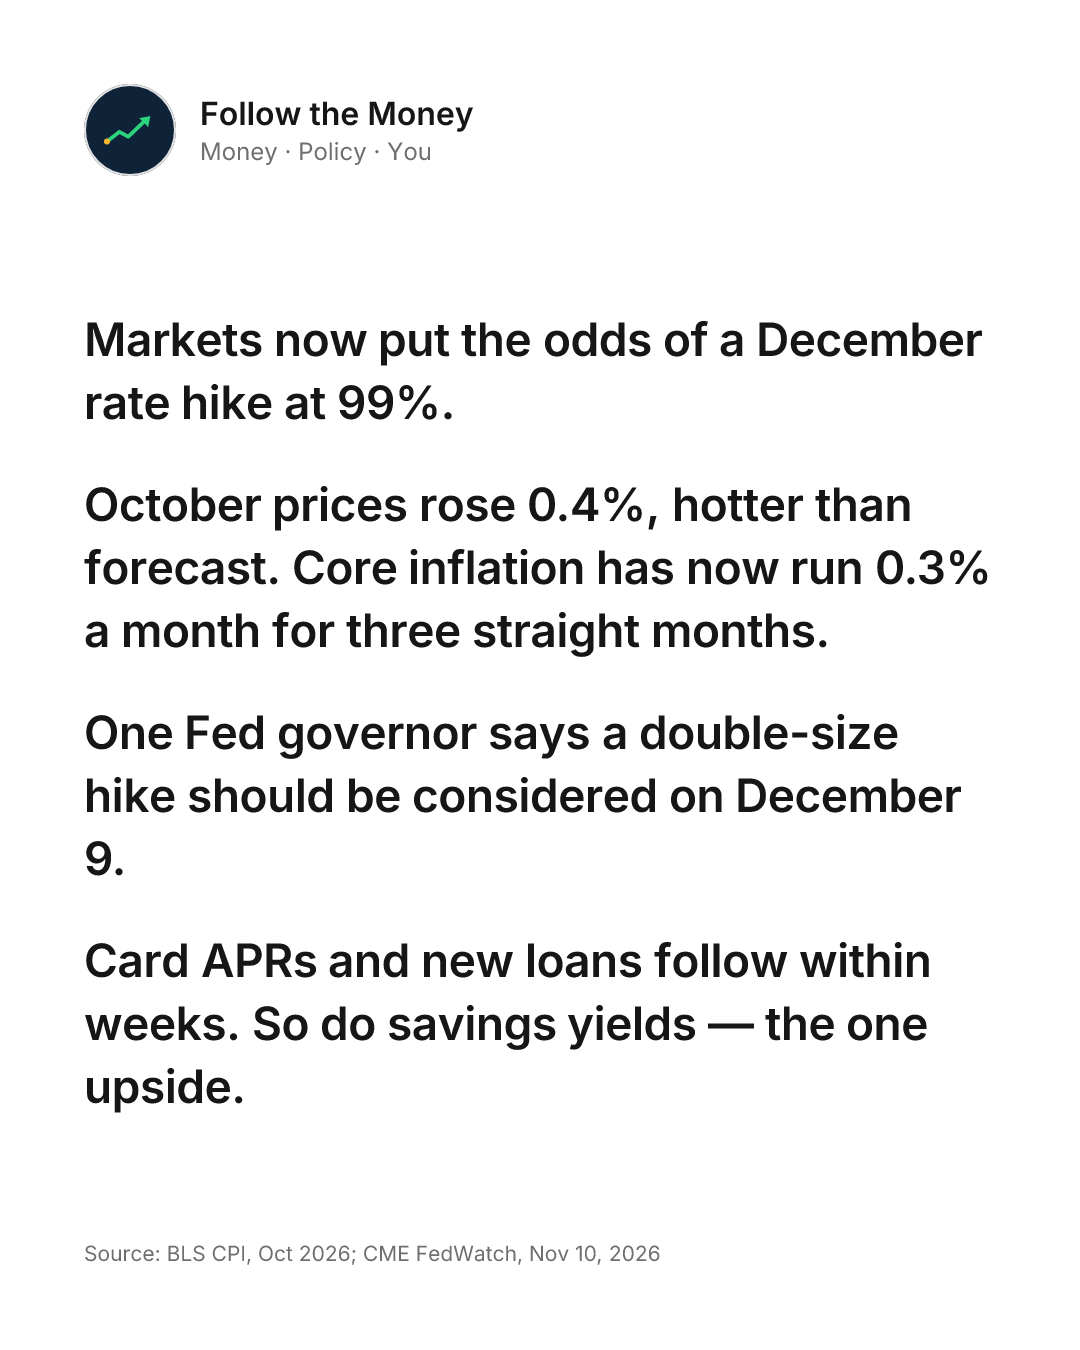 Follow the Money
Money · Policy · You
Markets now put the odds of a December
rate hike at 99%.
October prices rose 0.4%, hotter than
forecast. Core inflation has now run 0.3%
a month for three straight months.
One Fed governor says a double-size
hike should be considered on December
9.
Card APRs and new loans follow within
weeks. So do savings yields — the one
upside.
Source: BLS CPI, Oct 2026; CME FedWatch, Nov 10, 2026